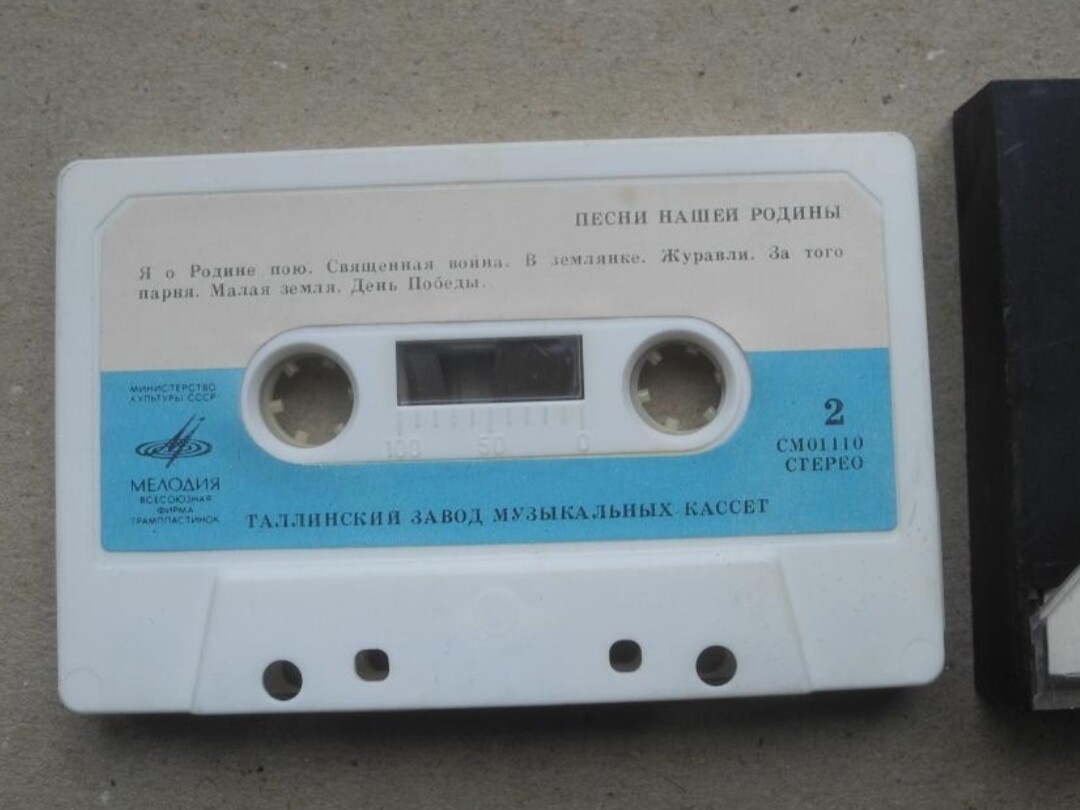 ПЕСНИ НАШЕЙ РОДИНЫ
Я о Родине пою. Священная война. В землянке. Журавли. За того
парня. Малая земля. День Победы.
МИНИСТЕРСТВО
КУЛЬТУРЫ СССР
МЕЛОДИЯ
ВСЕСОЮЗНАЯ
ФИРМА
ГРАМПЛАСТИНОК
100 50 0
2
СМ01110
СТЕРЕО
ТАЛЛИНСКИЙ ЗАВОД МУЗЫКАЛЬНЫХ КАССЕТ